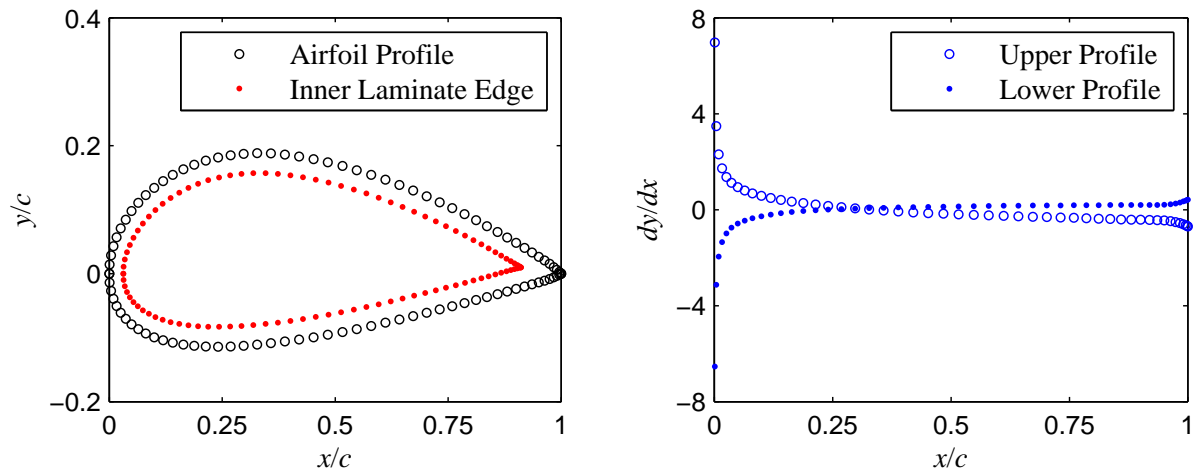 0.4
0.2
0
−0.2
y/c
0
0.25
0.5
0.75
1
x/c
Airfoil Profile
Inner Laminate Edge
8
4
0
−4
−8
dy/dx
0
0.25
0.5
0.75
1
x/c
Upper Profile
Lower Profile